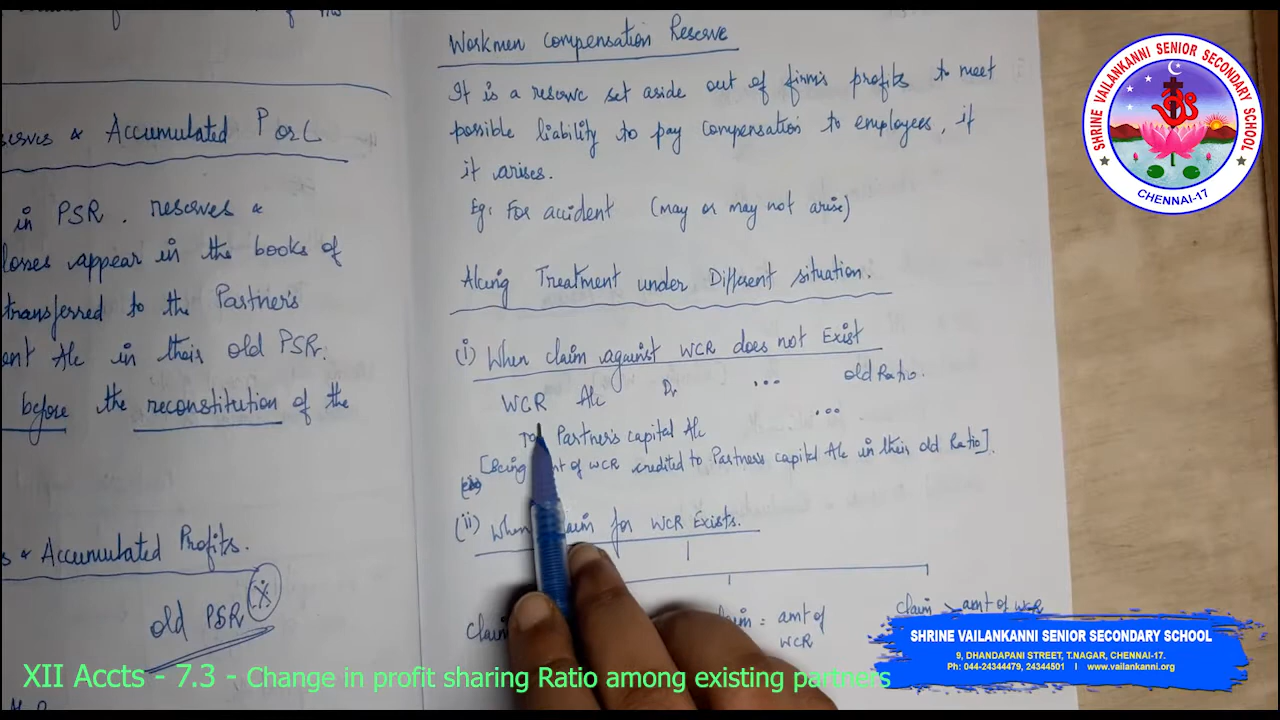 serves & Accumulated P or L
in PSR. reserves &
losses appear in the books of
transferred to the Partner's
ent A/c in their old PSR.
before the reconstitution of the
s & Accumulated Profits.
old PSR
Workmen Compensation Reserve
It is a reserve set aside out of firm's profits to meet
possible liability to pay compensation to employees, if
it arises.
Eg: For accident (may or may not arise)
A/cing Treatment under Different situation.
(i) When claim against WCR does not Exist
WCR A/c Dr ... old Ratio.
To Partner's capital A/c ...
[Being of WCR credited to Partner's capital A/c in their old Ratio].
(ii) When claim for WCR Exists.
claim = amt of claim > amt of WCR
WCR
SHRINE VAILANKANNI SENIOR SECONDARY SCHOOL
CHENNAI-17
SHRINE VAILANKANNI SENIOR SECONDARY SCHOOL
9, DHANDAPANI STREET, T.NAGAR, CHENNAI-17.
Ph: 044-24344479, 24344501 I www.vailankanni.org
XII Accts - 7.3 - Change in profit sharing Ratio among existing partners